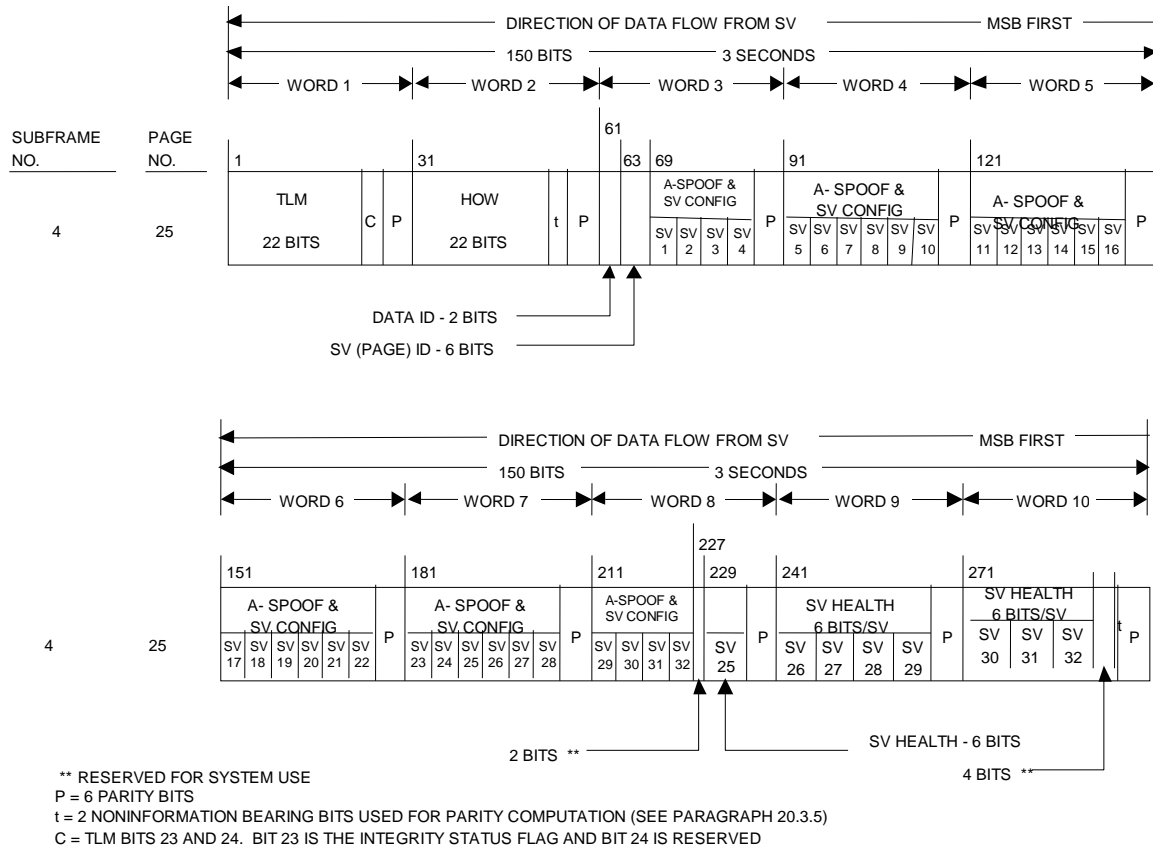 DIRECTION OF DATA FLOW FROM SV MSB FIRST
150 BITS 3 SECONDS
WORD 1 WORD 2 WORD 3 WORD 4 WORD 5
SUBFRAME NO. PAGE NO.
61
1 31 63 69 91 121
4 25
TLM 22 BITS C P
HOW 22 BITS t P
A-SPOOF & SV CONFIG
SV 1 SV 2 SV 3 SV 4 P
A- SPOOF & SV CONFIG
SV 5 SV 6 SV 7 SV 8 SV 9 SV 10 P
A- SPOOF & SV CONFIG
SV 11 SV 12 SV 13 SV 14 SV 15 SV 16 P
DATA ID - 2 BITS
SV (PAGE) ID - 6 BITS
DIRECTION OF DATA FLOW FROM SV MSB FIRST
150 BITS 3 SECONDS
WORD 6 WORD 7 WORD 8 WORD 9 WORD 10
227
151 181 211 229 241 271
4 25
A- SPOOF & SV CONFIG
SV 17 SV 18 SV 19 SV 20 SV 21 SV 22 P
A- SPOOF & SV CONFIG
SV 23 SV 24 SV 25 SV 26 SV 27 SV 28 P
A-SPOOF & SV CONFIG
SV 29 SV 30 SV 31 SV 32
SV 25 P
SV HEALTH 6 BITS/SV
SV 26 SV 27 SV 28 SV 29 P
SV HEALTH 6 BITS/SV
SV 30 SV 31 SV 32 t P
2 BITS **
SV HEALTH - 6 BITS
4 BITS **
** RESERVED FOR SYSTEM USE
P = 6 PARITY BITS
t = 2 NONINFORMATION BEARING BITS USED FOR PARITY COMPUTATION (SEE PARAGRAPH 20.3.5)
C = TLM BITS 23 AND 24. BIT 23 IS THE INTEGRITY STATUS FLAG AND BIT 24 IS RESERVED